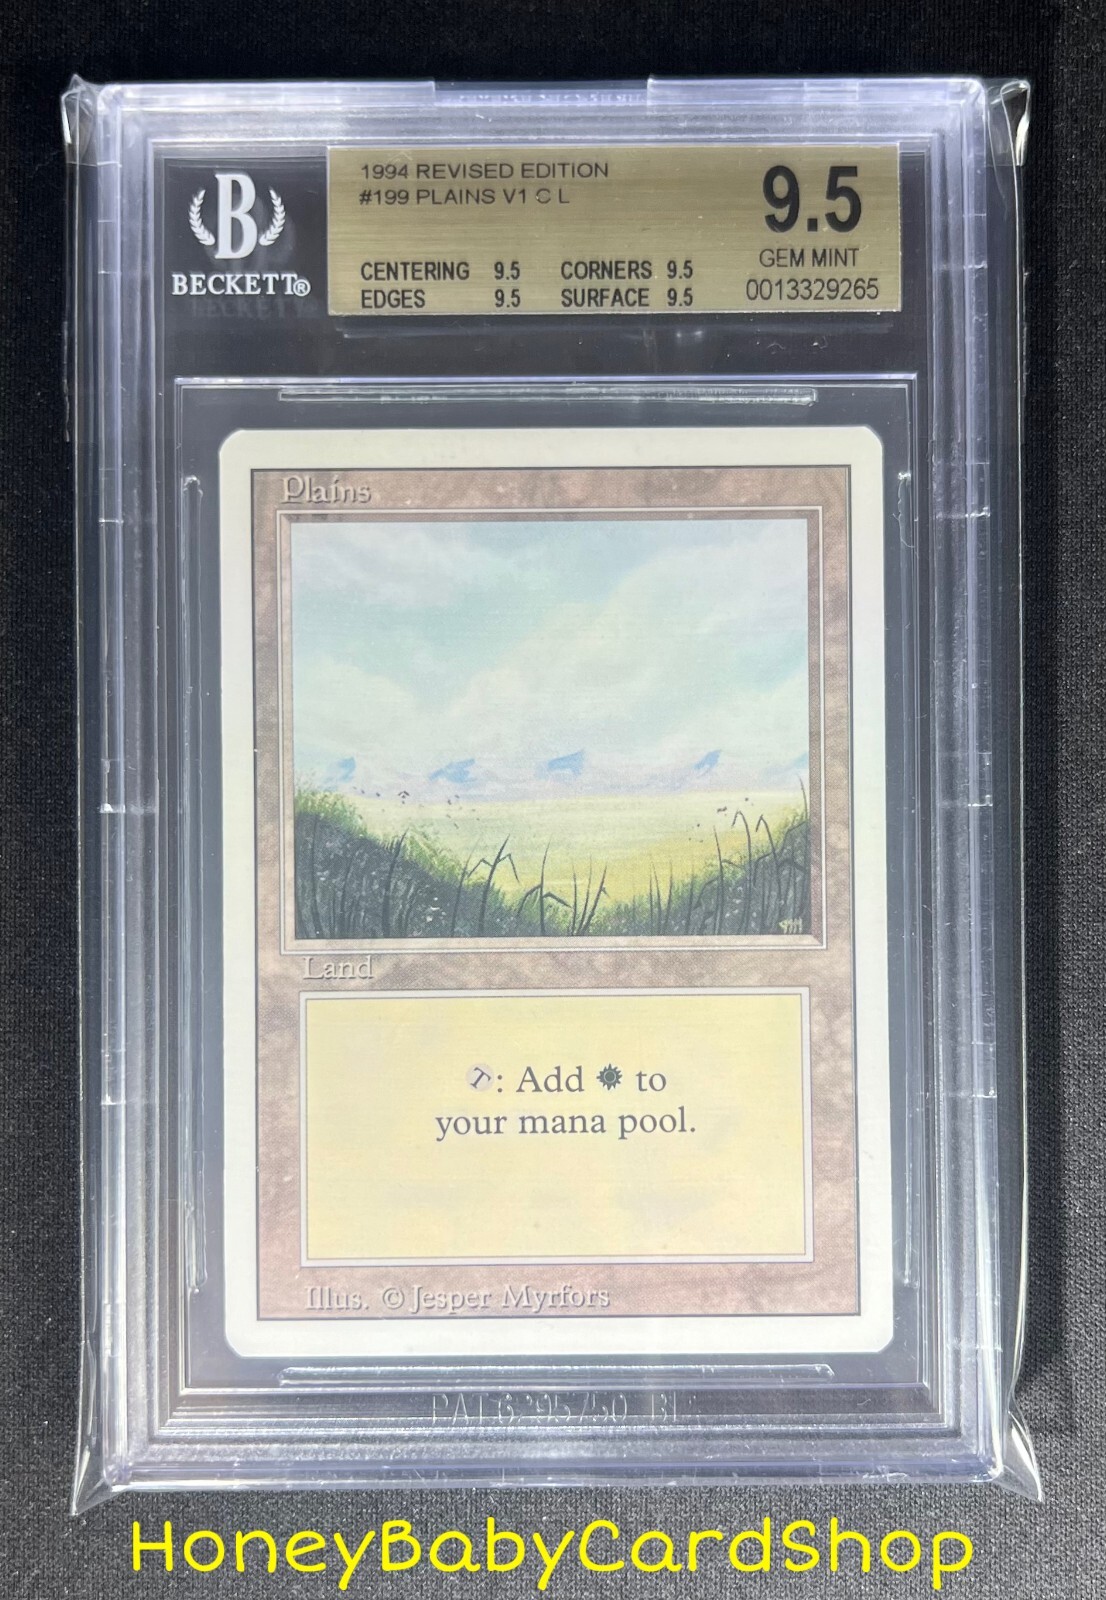 1994 REVISED EDITION
#199 PLAINS V1 C L
9.5
GEM MINT
0013329265
CENTERING 9.5 CORNERS 9.5
EDGES 9.5 SURFACE 9.5
B
BECKETT®
Plains
Land
T: Add to
your mana pool.
Illus. © Jesper Myrfors
HoneyBabyCardShop